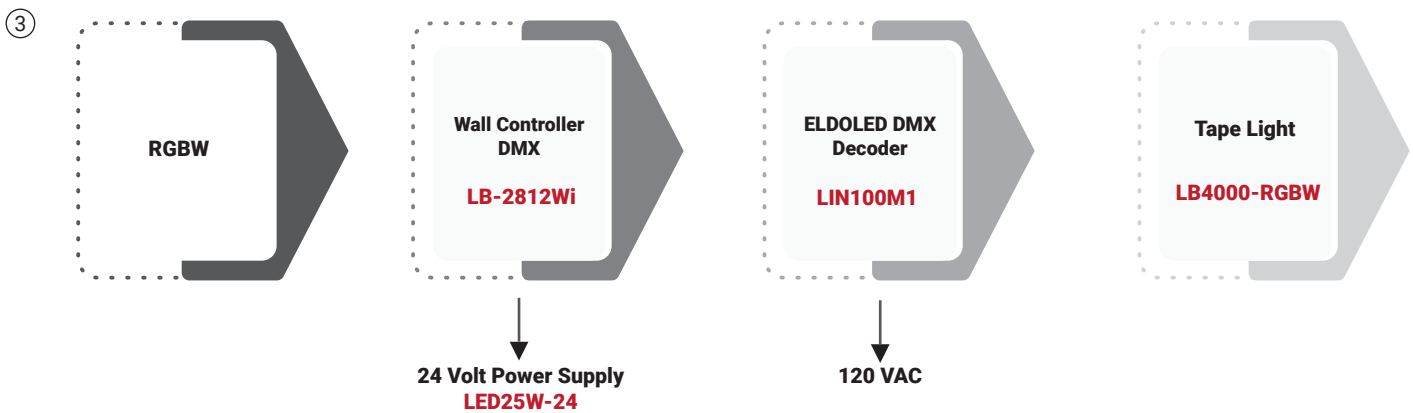 3
RGBW
Wall Controller
DMX
LB-2812Wi
ELDOLED DMX
Decoder
LIN100M1
Tape Light
LB4000-RGBW
24 Volt Power Supply
LED25W-24
120 VAC